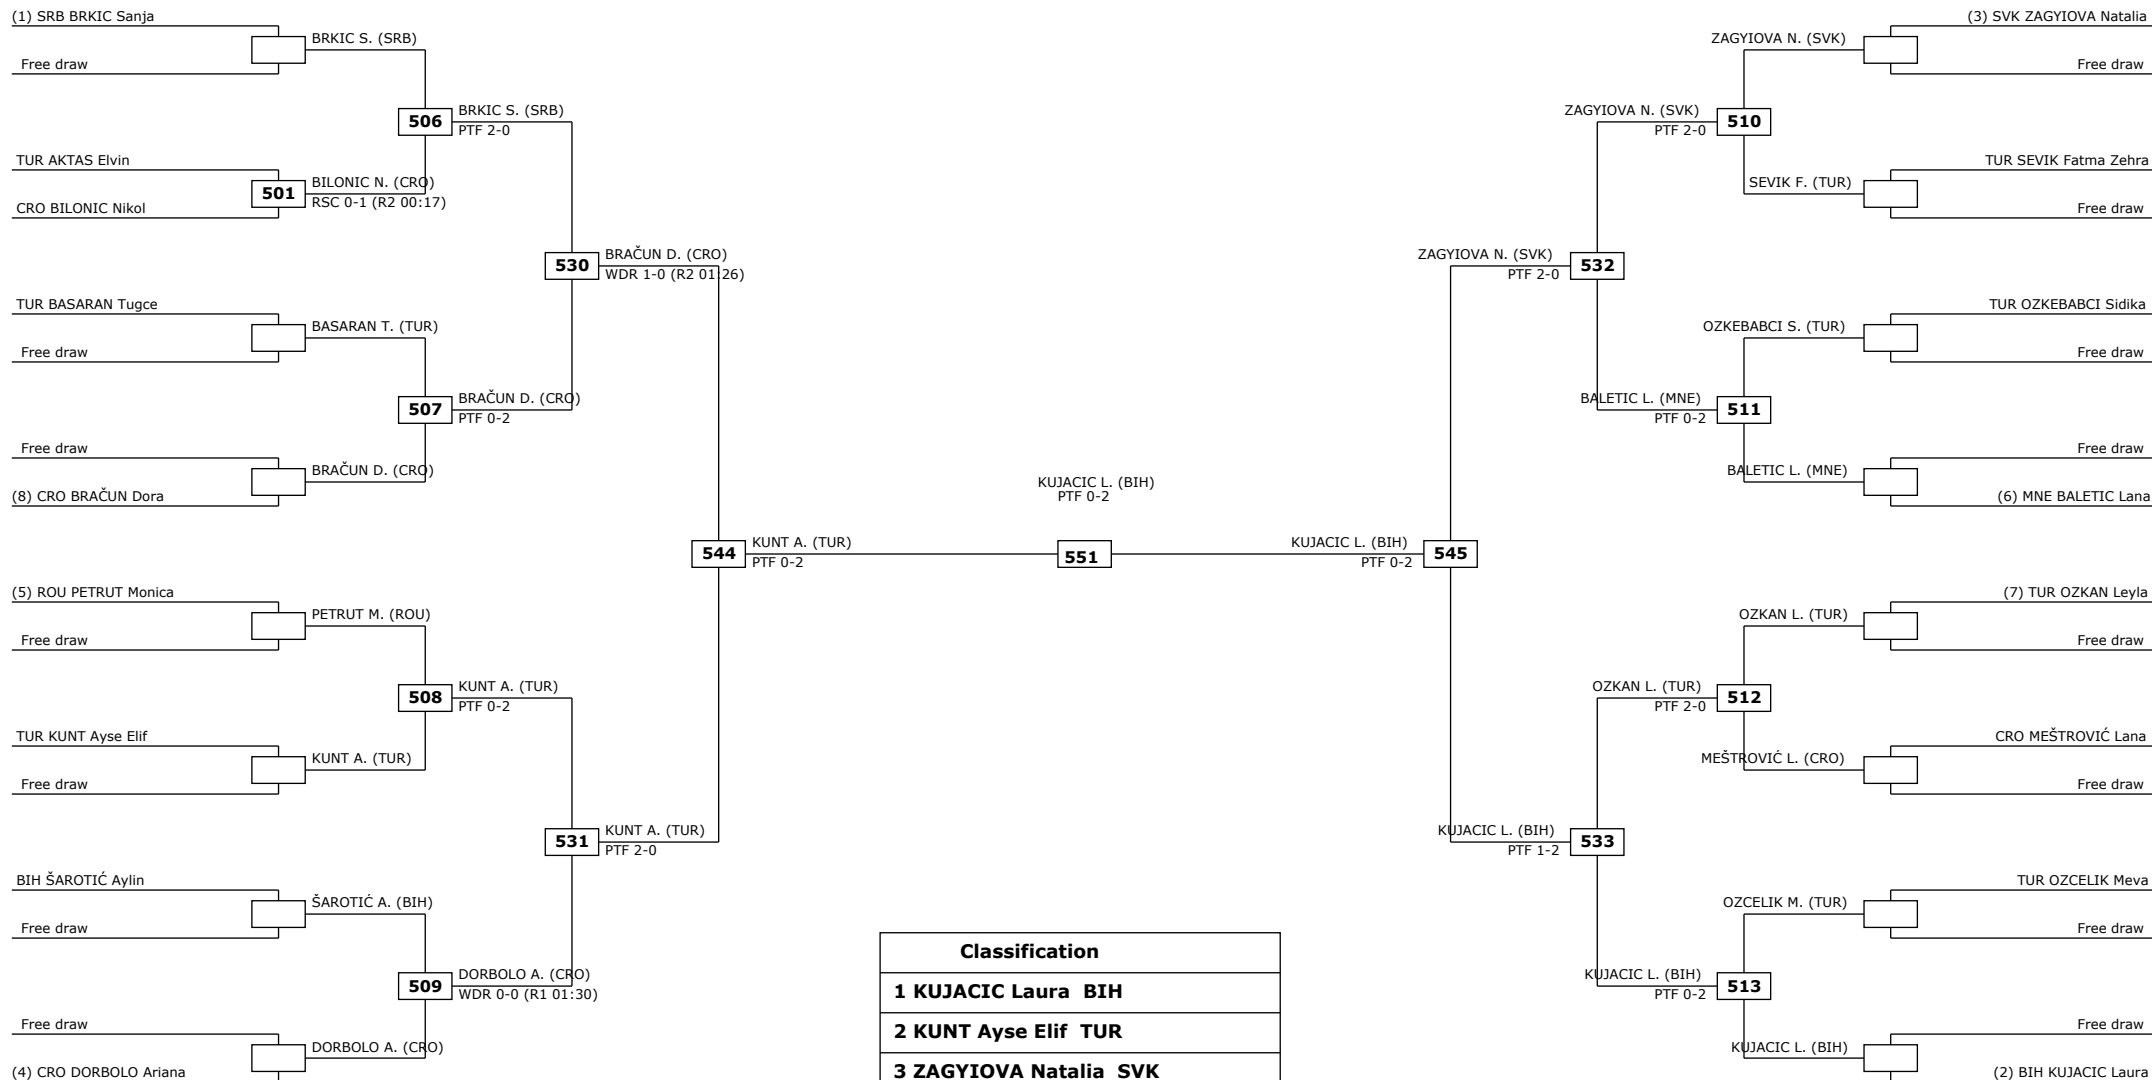 (1) SRB BRKIC Sanja
BRKIC S. (SRB)
Free draw
506
BRKIC S. (SRB)
PTF 2-0
TUR AKTAS Elvin
501
BILONIC N. (CRO)
RSC 0-1 (R2 00:17)
CRO BILONIC Nikol
530
BRAČUN D. (CRO)
WDR 1-0 (R2 01:26)
TUR BASARAN Tugce
BASARAN T. (TUR)
Free draw
507
BRAČUN D. (CRO)
PTF 0-2
Free draw
BRAČUN D. (CRO)
(8) CRO BRAČUN Dora
544
KUNT A. (TUR)
PTF 0-2
(5) ROU PETRUT Monica
PETRUT M. (ROU)
Free draw
508
KUNT A. (TUR)
PTF 0-2
TUR KUNT Ayse Elif
KUNT A. (TUR)
Free draw
531
KUNT A. (TUR)
PTF 2-0
BIH ŠAROTIĆ Aylin
ŠAROTIĆ A. (BIH)
Free draw
509
DORBOLO A. (CRO)
WDR 0-0 (R1 01:30)
Free draw
DORBOLO A. (CRO)
(4) CRO DORBOLO Ariana
KUJACIC L. (BIH)
PTF 0-2
551
(3) SVK ZAGYIOVA Natalia
ZAGYIOVA N. (SVK)
Free draw
ZAGYIOVA N. (SVK)
PTF 2-0
510
TUR SEVIK Fatma Zehra
SEVIK F. (TUR)
Free draw
ZAGYIOVA N. (SVK)
PTF 2-0
532
TUR OZKEBABCI Sidika
OZKEBABCI S. (TUR)
Free draw
BALETIC L. (MNE)
PTF 0-2
511
Free draw
BALETIC L. (MNE)
(6) MNE BALETIC Lana
KUJACIC L. (BIH)
PTF 0-2
545
(7) TUR OZKAN Leyla
OZKAN L. (TUR)
Free draw
OZKAN L. (TUR)
PTF 2-0
512
CRO MEŠTROVIĆ Lana
MEŠTROVIĆ L. (CRO)
Free draw
KUJACIC L. (BIH)
PTF 1-2
533
TUR OZCELIK Meva
OZCELIK M. (TUR)
Free draw
KUJACIC L. (BIH)
PTF 0-2
513
Free draw
KUJACIC L. (BIH)
(2) BIH KUJACIC Laura
Classification
1 KUJACIC Laura BIH
2 KUNT Ayse Elif TUR
3 ZAGYIOVA Natalia SVK